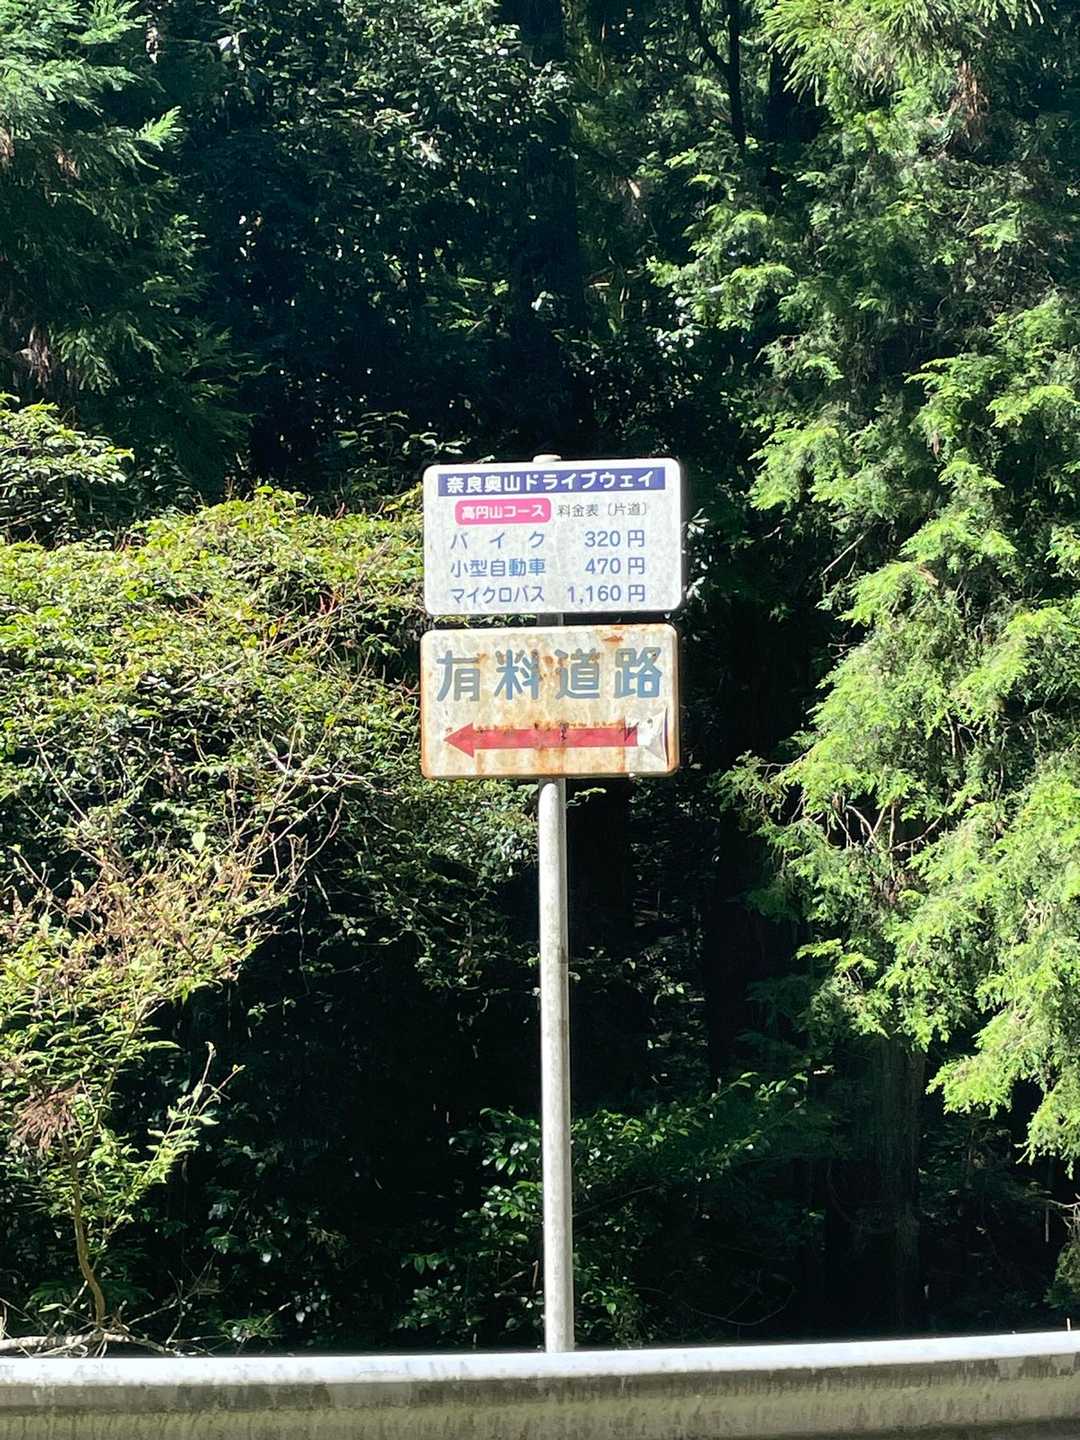 奈良奥山ドライブウェイ
高円山コース 料金表〔片道〕
バイク 320円
小型自動車 470円
マイクロバス 1,160円
有料道路